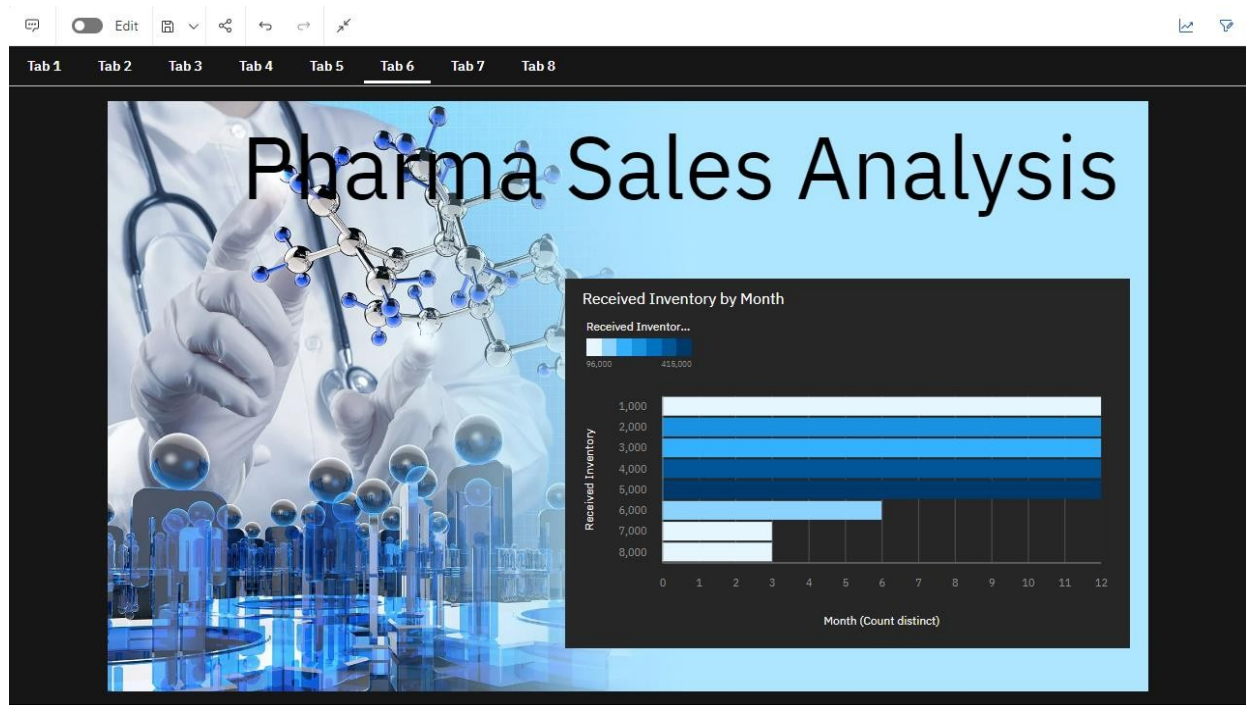 Edit
Tab 1 Tab 2 Tab 3 Tab 4 Tab 5 Tab 6 Tab 7 Tab 8
Pharma Sales Analysis
Received Inventory by Month
Received Inventor...
96,000 415,000
Received Inventory
1,000
2,000
3,000
4,000
5,000
6,000
7,000
8,000
0 1 2 3 4 5 6 7 8 9 10 11 12
Month (Count distinct)